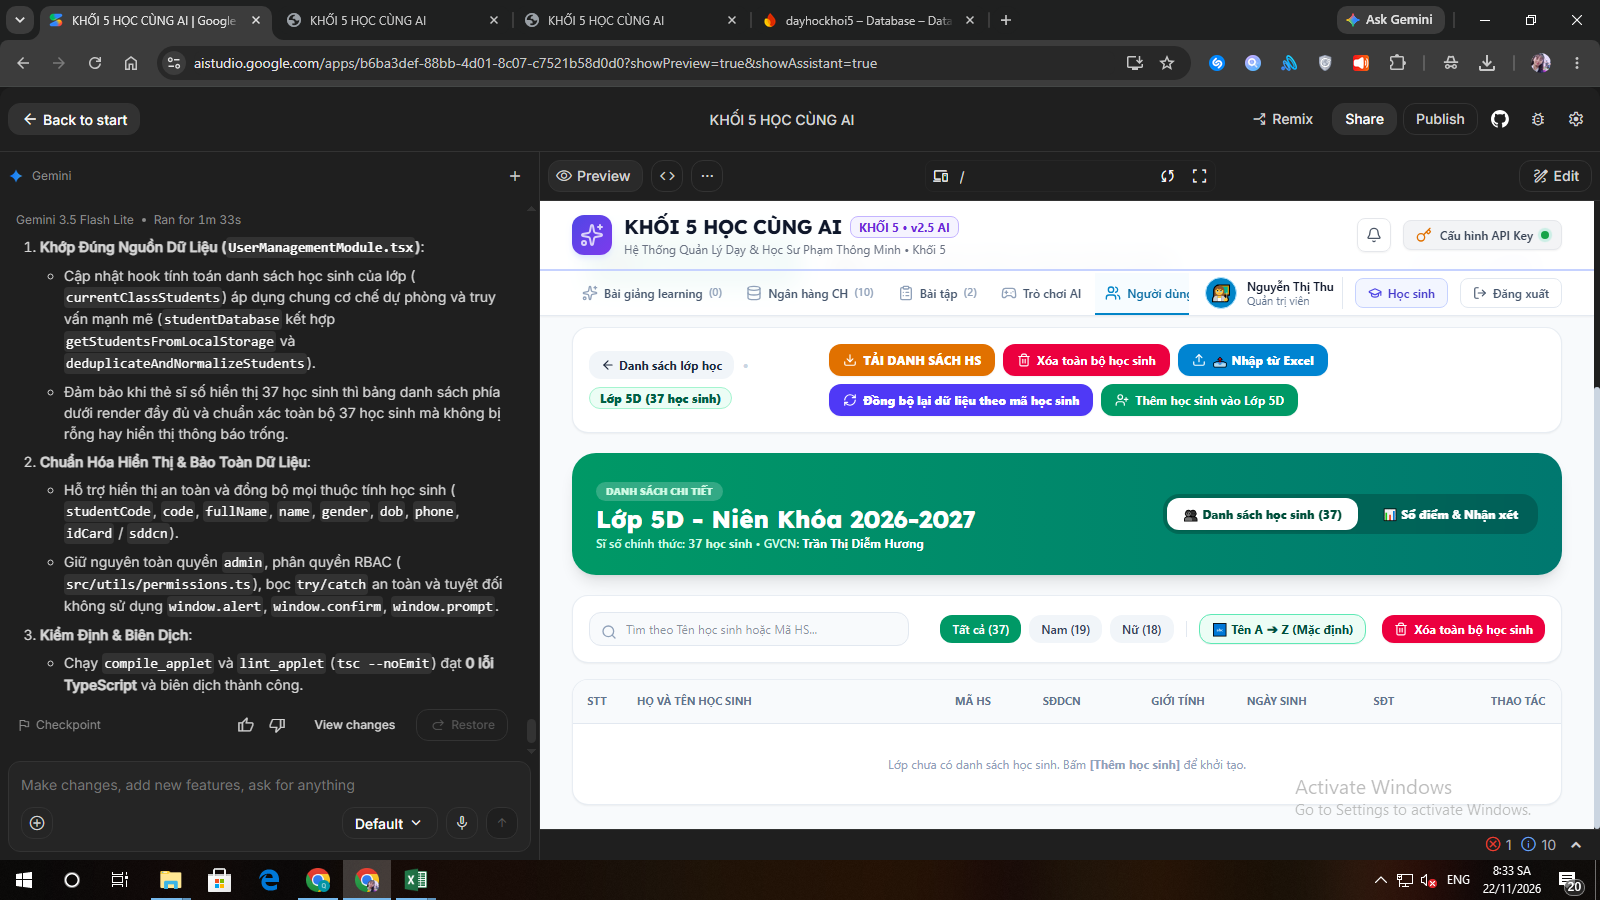 KHỐI 5 HỌC CÙNG AI | Google
KHỐI 5 HỌC CÙNG AI
KHỐI 5 HỌC CÙNG AI
dayhockhoi5 – Database – Data
Ask Gemini
aistudio.google.com/apps/b6ba3def-88bb-4d01-8c07-c7521b58d0d0?showPreview=true&showAssistant=true
Back to start
KHỐI 5 HỌC CÙNG AI
Remix
Share
Publish
Gemini
Preview
/
Edit
Gemini 3.5 Flash Lite • Ran for 1m 33s
1. Khớp Đúng Nguồn Dữ Liệu (UserManagementModule.tsx):
Cập nhật hook tính toán danh sách học sinh của lớp (
currentClassStudents) áp dụng chung cơ chế dự phòng và truy
vấn mạnh mẽ (studentDatabase kết hợp
getStudentsFromLocalStorage và
deduplicateAndNormalizeStudents).
Đảm bảo khi thẻ sĩ số hiển thị 37 học sinh thì bảng danh sách phía
dưới render đầy đủ và chuẩn xác toàn bộ 37 học sinh mà không bị
rỗng hay hiển thị thông báo trống.
2. Chuẩn Hóa Hiển Thị & Bảo Toàn Dữ Liệu:
Hỗ trợ hiển thị an toàn và đồng bộ mọi thuộc tính học sinh (
studentCode, code, fullName, name, gender, dob, phone,
idCard / sddcn).
Giữ nguyên toàn quyền admin, phân quyền RBAC (
src/utils/permissions.ts), bọc try/catch an toàn và tuyệt đối
không sử dụng window.alert, window.confirm, window.prompt.
3. Kiểm Định & Biên Dịch:
Chạy compile_applet và lint_applet (tsc --noEmit) đạt 0 lỗi
TypeScript và biên dịch thành công.
Checkpoint
View changes
Restore
Make changes, add new features, ask for anything
Default
KHỐI 5 HỌC CÙNG AI
KHỐI 5 • v2.5 AI
Hệ Thống Quản Lý Dạy & Học Sư Phạm Thông Minh • Khối 5
Cấu hình API Key
Bài giảng learning (0)
Ngân hàng CH (10)
Bài tập (2)
Trò chơi AI
Người dùng
Nguyễn Thị Thu
Quản trị viên
Học sinh
Đăng xuất
Danh sách lớp học
Lớp 5D (37 học sinh)
TẢI DANH SÁCH HS
Xóa toàn bộ học sinh
Nhập từ Excel
Đồng bộ lại dữ liệu theo mã học sinh
Thêm học sinh vào Lớp 5D
DANH SÁCH CHI TIẾT
Lớp 5D - Niên Khóa 2026-2027
Sĩ số chính thức: 37 học sinh • GVCN: Trần Thị Diễm Hương
Danh sách học sinh (37)
Sổ điểm & Nhận xét
Tìm theo Tên học sinh hoặc Mã HS...
Tất cả (37)
Nam (19)
Nữ (18)
Tên A ➔ Z (Mặc định)
Xóa toàn bộ học sinh
STT
HỌ VÀ TÊN HỌC SINH
MÃ HS
SĐDCN
GIỚI TÍNH
NGÀY SINH
SĐT
THAO TÁC
Lớp chưa có danh sách học sinh. Bấm [Thêm học sinh] để khởi tạo.
Activate Windows
Go to Settings to activate Windows.
1
10
ENG
8:33 SA
22/11/2026
20